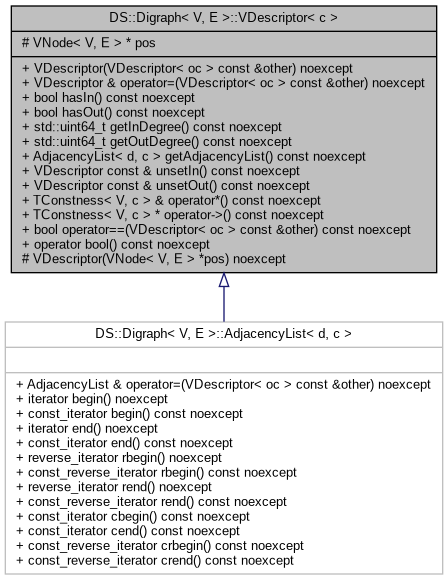 DS::Digraph< V, E >::VDescriptor< c >
# VNode< V, E > * pos
+ VDescriptor(VDescriptor< oc > const &other) noexcept
+ VDescriptor & operator=(VDescriptor< oc > const &other) noexcept
+ bool hasIn() const noexcept
+ bool hasOut() const noexcept
+ std::uint64_t getInDegree() const noexcept
+ std::uint64_t getOutDegree() const noexcept
+ AdjacencyList< d, c > getAdjacencyList() const noexcept
+ VDescriptor const & unsetIn() const noexcept
+ VDescriptor const & unsetOut() const noexcept
+ TConstness< V, c > & operator*() const noexcept
+ TConstness< V, c > * operator->() const noexcept
+ bool operator==(VDescriptor< oc > const &other) const noexcept
+ operator bool() const noexcept
# VDescriptor(VNode< V, E > *pos) noexcept
DS::Digraph< V, E >::AdjacencyList< d, c >
+ AdjacencyList & operator=(VDescriptor< oc > const &other) noexcept
+ iterator begin() noexcept
+ const_iterator begin() const noexcept
+ iterator end() noexcept
+ const_iterator end() const noexcept
+ reverse_iterator rbegin() noexcept
+ const_reverse_iterator rbegin() const noexcept
+ reverse_iterator rend() noexcept
+ const_reverse_iterator rend() const noexcept
+ const_iterator cbegin() const noexcept
+ const_iterator cend() const noexcept
+ const_reverse_iterator crbegin() const noexcept
+ const_reverse_iterator crend() const noexcept